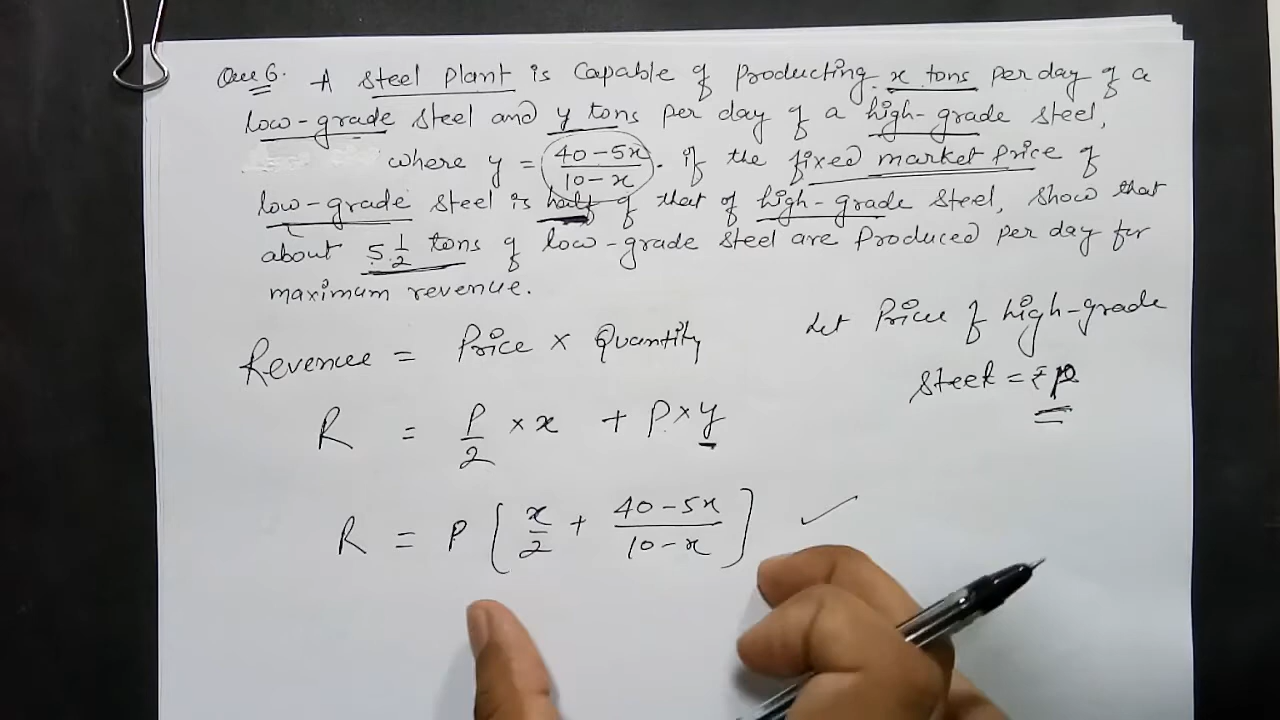 Que 6. A Steel Plant is Capable of Producting x tons per day of a
low-grade steel and y tons per day of a high-grade steel,
where y = 40-5x / 10-x . if the fixed market price of
low-grade steel is half of that of high-grade steel, show that
about 5 1/2 tons of low-grade steel are produced per day for
maximum revenue.
Let Price of high-grade
Steel = ₹ p
Revenue = Price × Quantity
R = P/2 × x + P × y
R = P [ x/2 + 40-5x / 10-x ] ✓